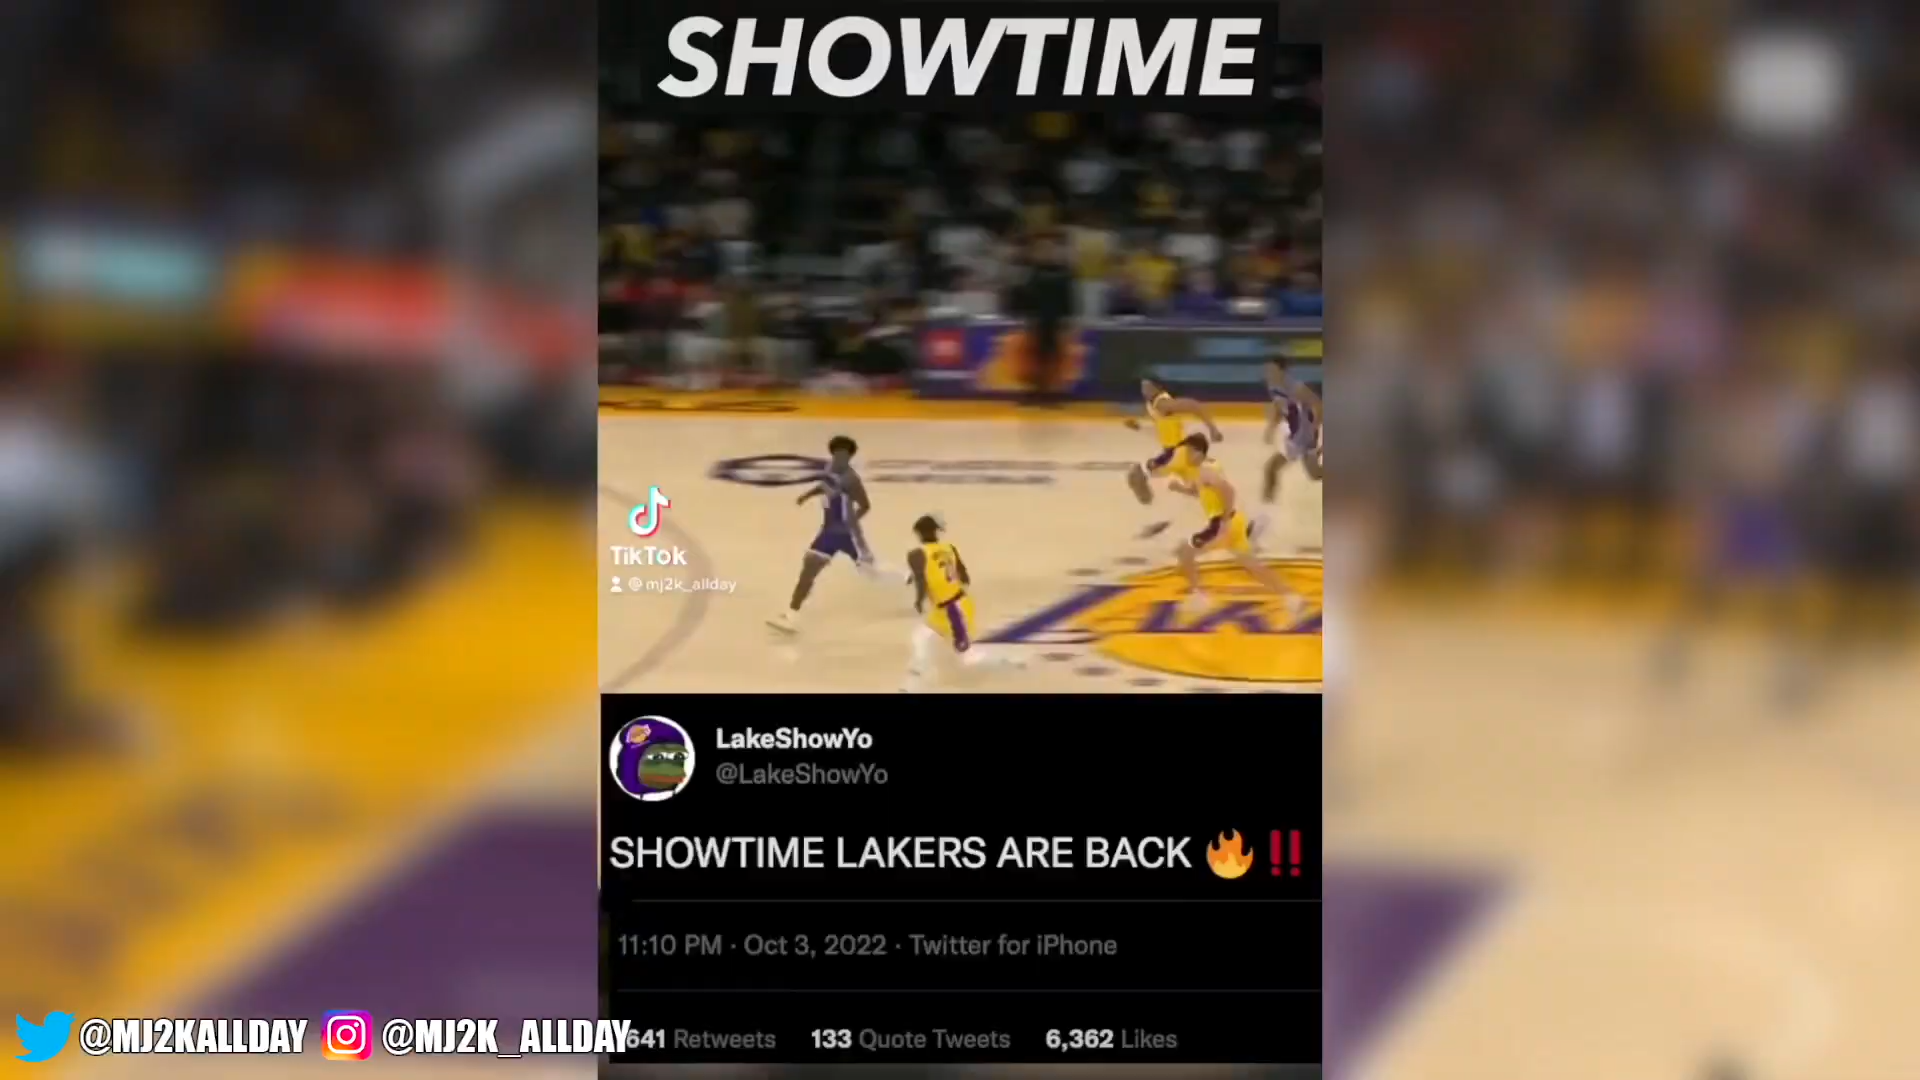 SHOWTIME
TikTok
@mj2k_allday
LakeShowYo
@LakeShowYo
SHOWTIME LAKERS ARE BACK 🔥‼
11:10 PM · Oct 3, 2022 · Twitter for iPhone
641 Retweets 133 Quote Tweets 6,362 Likes
@MJ2KALLDAY @MJ2K_ALLDAY